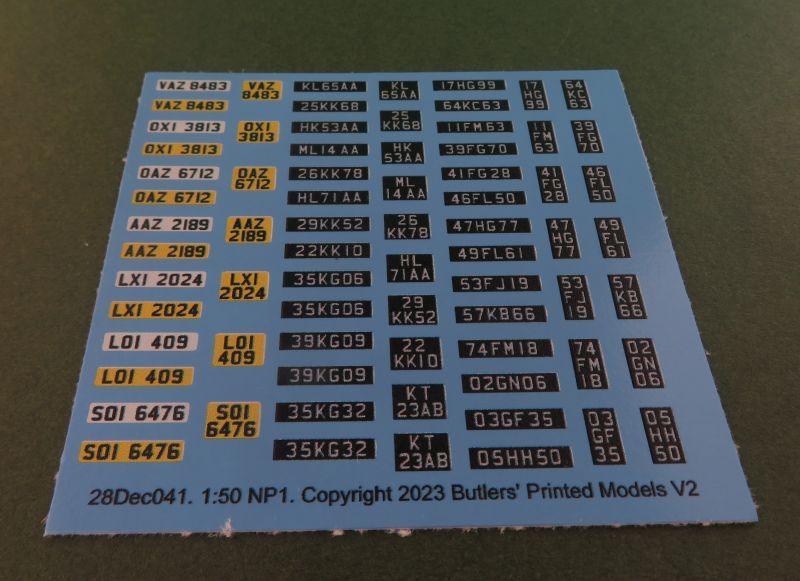 VAZ 8483 VAZ 8483 KL65AA KL 65AA 17HG99 17 HG 99 64 KC 63
VAZ 8483 25KK68 25 KK68 64KC63
OXI 3813 OXI 3813 HK53AA HK 53AA 11FM63 11 FM 63 39 FG 70
OXI 3813 ML14AA ML 14AA 39FG70
OAZ 6712 OAZ 6712 26KK78 26 KK78 41FG28 41 FG 28 46 FL 50
OAZ 6712 HL71AA HL 71AA 46FL50
AAZ 2189 AAZ 2189 29KK52 29 KK52 47HG77 47 HG 77 49 FL 61
AAZ 2189 22KK10 22 KK10 49FL61
LXI 2024 LXI 2024 35KG06 KT 23AB 53FJ19 53 FJ 19 57 KB 66
LXI 2024 35KG06 KT 23AB 57KB66
LOI 409 LOI 409 39KG09 74FM18 74 FM 18 02 GN 06
LOI 409 39KG09 02GN06
SOI 6476 SOI 6476 35KG32 03GF35 03 GF 35 05 HH 50
SOI 6476 35KG32 05HH50
28Dec041. 1:50 NP1. Copyright 2023 Butlers' Printed Models V2